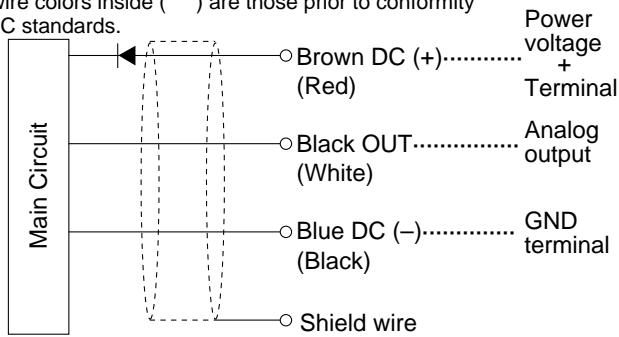 wire colors inside ( ) are those prior to conformity
C standards.
Power
voltage
+
Terminal
Brown DC (+)
(Red)
Black OUT
(White)
Analog
output
Main Circuit
Blue DC (–)
(Black)
GND
terminal
Shield wire